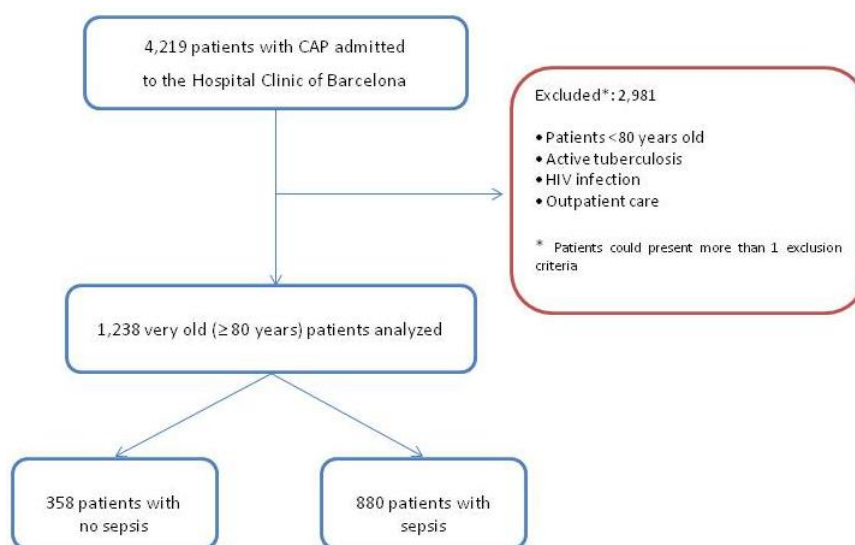 4,219 patients with CAP admitted
to the Hospital Clinic of Barcelona
Excluded*: 2,981
• Patients <80 years old
• Active tuberculosis
• HIV infection
• Outpatient care
* Patients could present more than 1 exclusion
criteria
1,238 very old (≥ 80 years) patients analyzed
358 patients with
no sepsis
880 patients with
sepsis